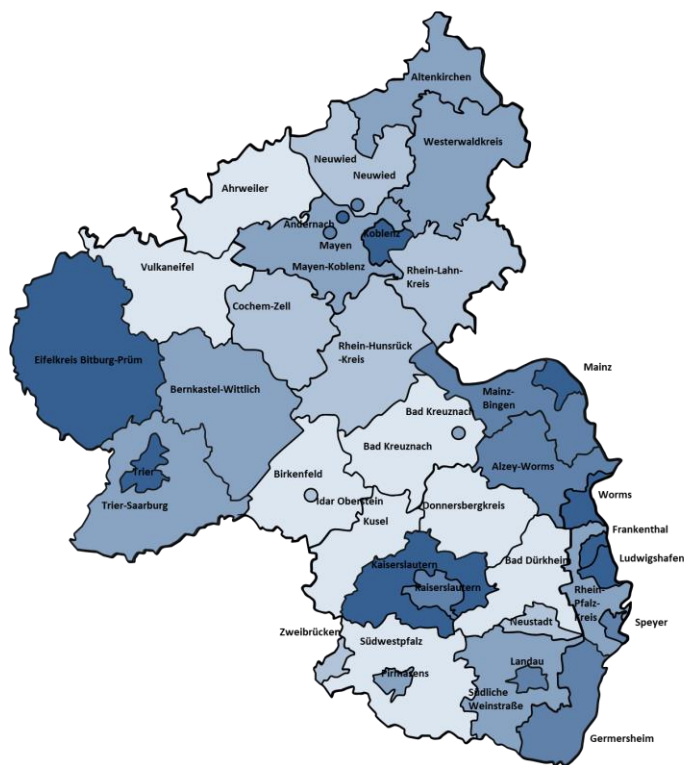 Altenkirchen
Westerwaldkreis
Neuwied
Neuwied
Ahrweiler
Andernach
Koblenz
Mayen
Mayen-Koblenz
Vulkaneifel
Rhein-Lahn-
Kreis
Cochem-Zell
Rhein-Hunsrück
-Kreis
Eifelkreis Bitburg-Prüm
Bernkastel-Wittlich
Mainz
Mainz-
Bingen
Bad Kreuznach
Bad Kreuznach
Alzey-Worms
Trier
Birkenfeld
Idar Oberstein
Trier-Saarburg
Donnersbergkreis
Worms
Kusel
Frankenthal
Kaiserslautern
Bad Dürkheim
Ludwigshafen
Kaiserslautern
Rhein-
Pfalz-
Kreis
Neustadt
Speyer
Zweibrücken
Südwestpfalz
Landau
Pirmasens
Südliche
Weinstraße
Germersheim